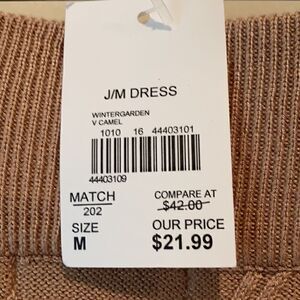 J/M DRESS
WINTERGARDEN
V CAMEL
1010 16 44403101
44403109
MATCH
202
COMPARE AT
$42.00
SIZE
M
OUR PRICE
$21.99